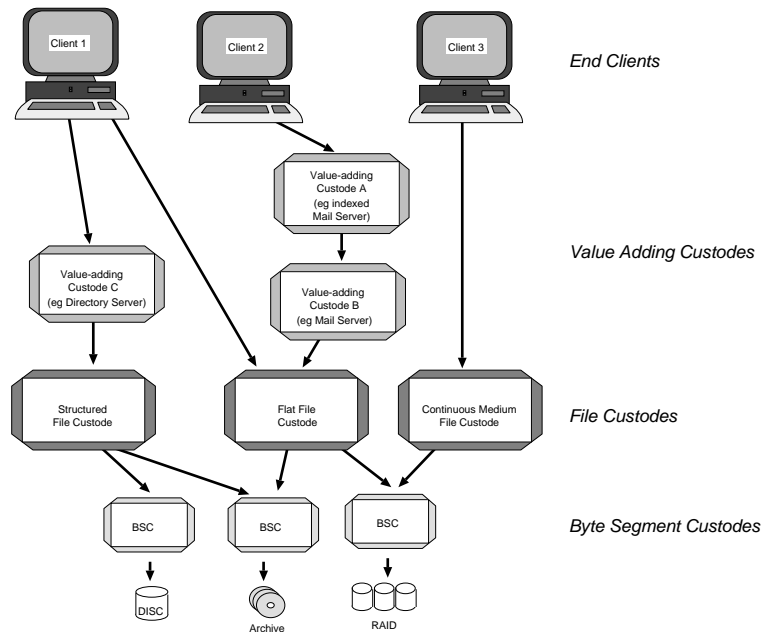 Client 1
Client 2
Client 3
End Clients
Value-adding
Custode A
(eg indexed
Mail Server)
Value Adding Custodes
Value-adding
Custode C
(eg Directory Server)
Value-adding
Custode B
(eg Mail Server)
Structured
File Custode
Flat File
Custode
Continuous Medium
File Custode
File Custodes
BSC
BSC
BSC
Byte Segment Custodes
DISC
Archive
RAID